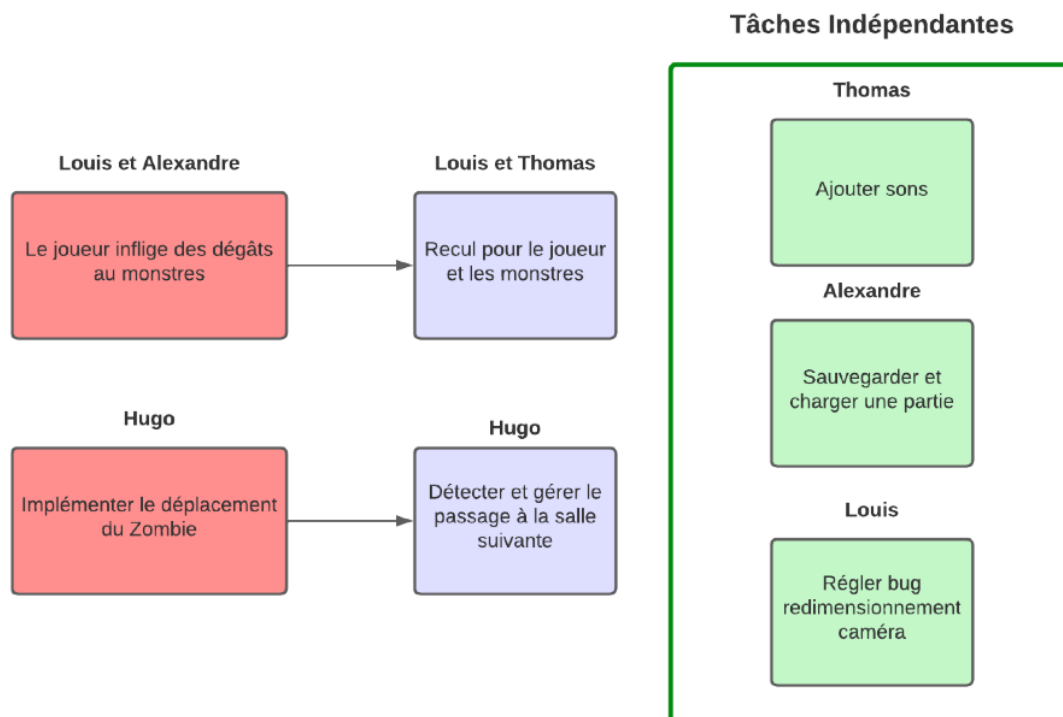 Tâches Indépendantes
Louis et Alexandre
Le joueur inflige des dégâts
au monstres
Louis et Thomas
Recul pour le joueur
et les monstres
Hugo
Implémenter le déplacement
du Zombie
Hugo
Détecter et gérer le
passage à la salle
suivante
Thomas
Ajouter sons
Alexandre
Sauvegarder et
charger une partie
Louis
Régler bug
redimensionnement
caméra